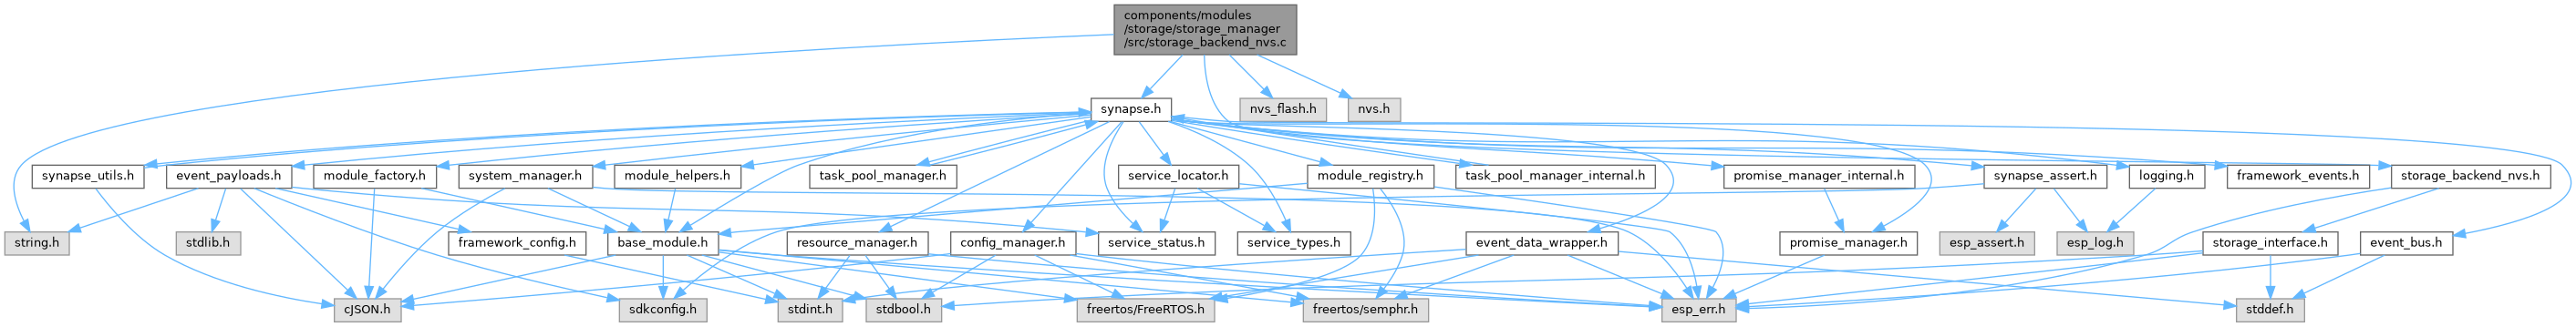 components/modules
/storage/storage_manager
/src/storage_backend_nvs.c
synapse.h
nvs_flash.h
nvs.h
synapse_utils.h
event_payloads.h
module_factory.h
system_manager.h
module_helpers.h
task_pool_manager.h
service_locator.h
module_registry.h
task_pool_manager_internal.h
promise_manager_internal.h
synapse_assert.h
logging.h
framework_events.h
storage_backend_nvs.h
string.h
stdlib.h
framework_config.h
base_module.h
resource_manager.h
config_manager.h
service_status.h
service_types.h
event_data_wrapper.h
promise_manager.h
esp_assert.h
esp_log.h
storage_interface.h
event_bus.h
cJSON.h
sdkconfig.h
stdint.h
stdbool.h
freertos/FreeRTOS.h
freertos/semphr.h
esp_err.h
stddef.h